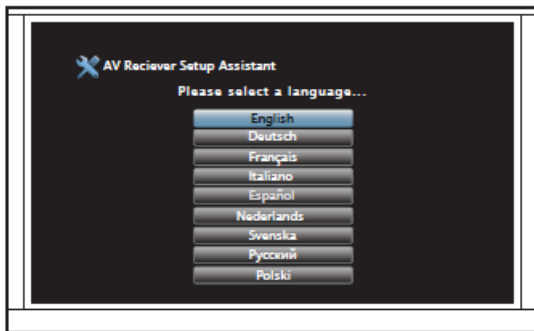 AV Reciever Setup Assistant
Please select a language...
English
Deutsch
Français
Italiano
Español
Nederlands
Svenska
Русский
Polski